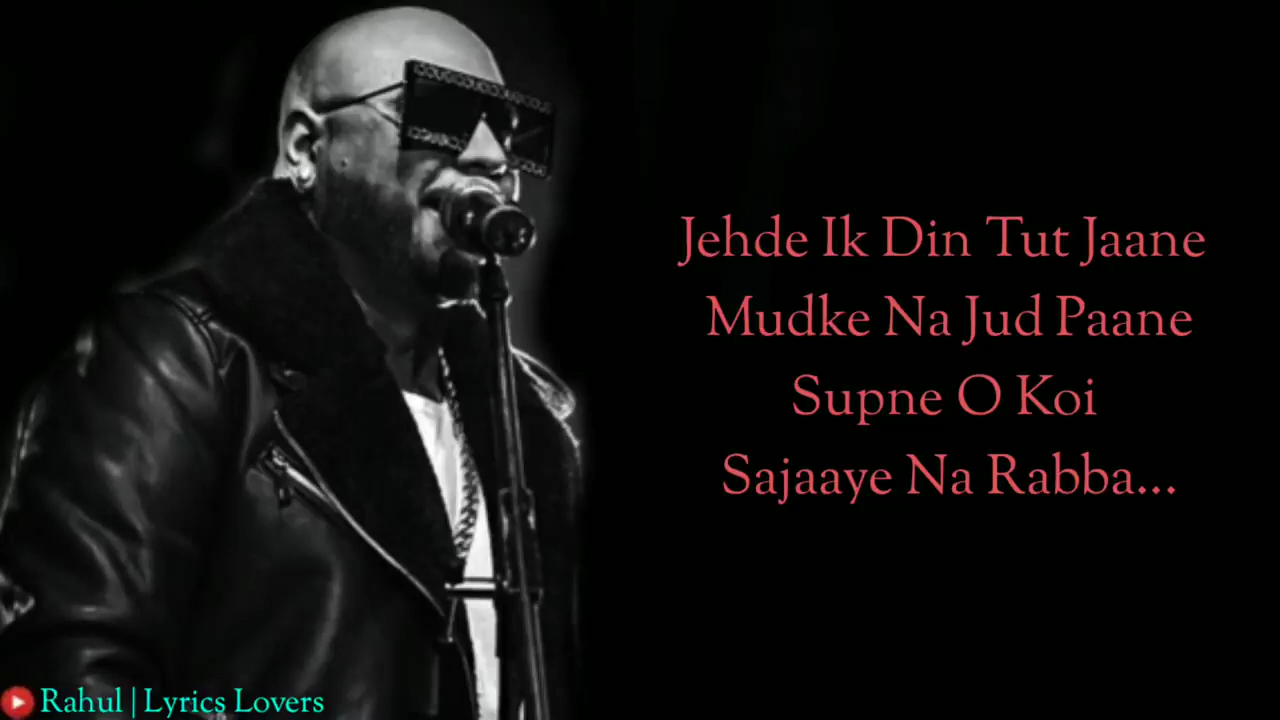 Jehde Ik Din Tut Jaane
Mudke Na Jud Paane
Supne O Koi
Sajaaye Na Rabba...
Rahul | Lyrics Lovers